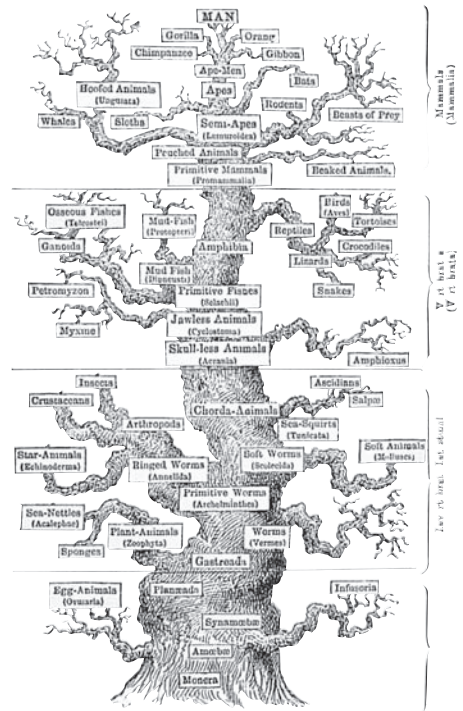 MAN
Gorilla
Orang
Chimpanzee
Gibbon
Ape-Men
Apes
Bats
Hoofed Animals
(Ungulata)
Rodents
Whales
Sloths
Semi-Apes
(Lemuroidea)
Beasts of Prey
Pouched Animals
Primitive Mammals
(Promammalia)
Beaked Animals.
Mammals
(Mammalia)
Osseous Fishes
(Teleostei)
Mud-Fish
(Protopteri)
Birds
(Aves)
Tortoises
Reptiles
Ganoids
Amphibia
Crocodiles
Lizards
Mud Fish
(Dipneusti)
Petromyzon
Primitive Fishes
(Selachii)
Snakes
Jawless Animals
(Cyclostoma)
Myxine
Skull-less Animals
(Acrania)
Amphioxus
Insects
Crustaceans
Ascidians
Salpæ
Chorda-Animals
Arthropods
Sea-Squirts
(Tunicata)
Star-Animals
(Echinoderma)
Ringed Worms
(Annelida)
Soft Worms
(Scolecida)
Soft Animals
(Molluscs)
Primitive Worms
(Archelminthes)
Sea-Nettles
(Acalephae)
Plant-Animals
(Zoophyta)
Worms
(Vermes)
Sponges
Gastreada
Egg-Animals
(Ovularia)
Planæada
Infusoria
Synamœbæ
Amœbæ
Monera